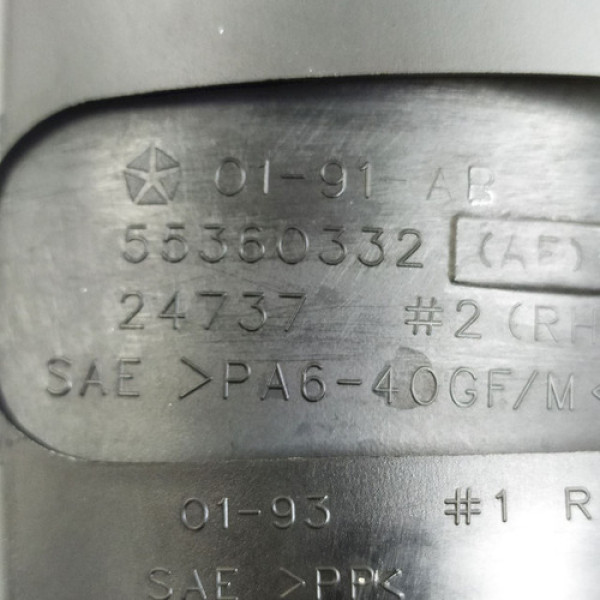 01-91-AB
55360332 (AE)
24737 #2 (RH
SAE >PA6-40GF/M<
01-93 #1 R
SAE >PP<